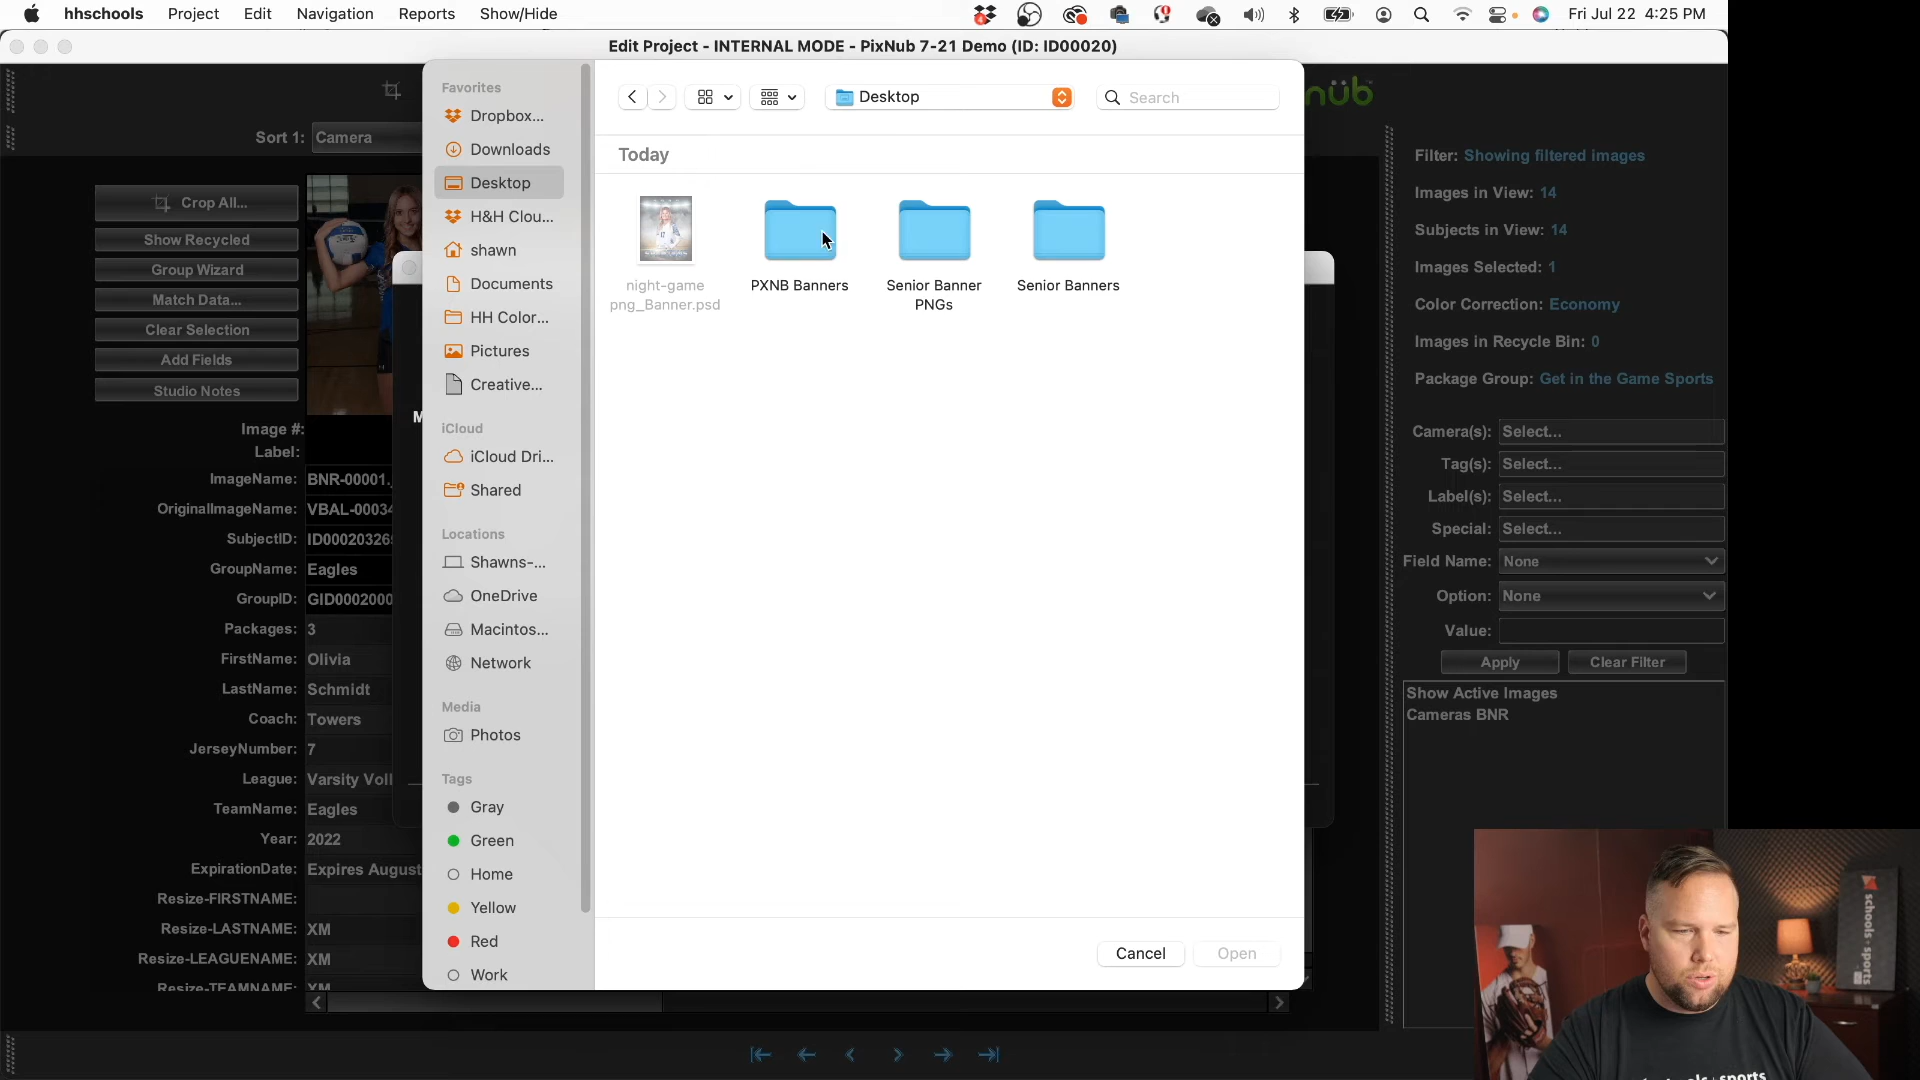 hhschools Project Edit Navigation Reports Show/Hide
Fri Jul 22 4:25 PM
Edit Project - INTERNAL MODE - PixNub 7-21 Demo (ID: ID00020)
Favorites
Dropbox...
Downloads
Desktop
H&H Clou...
shawn
Documents
HH Color...
Pictures
Creative...
iCloud
iCloud Dri...
Shared
Locations
Shawns-...
OneDrive
Macintos...
Network
Media
Photos
Tags
Gray
Green
Home
Yellow
Red
Work
Desktop
Search
Today
night-game
png_Banner.psd
PXNB Banners
Senior Banner
PNGs
Senior Banners
Cancel
Open
Sort 1: Camera
Crop All...
Show Recycled
Group Wizard
Match Data...
Clear Selection
Add Fields
Studio Notes
Image #:
Label:
ImageName: BNR-00001.
OriginalImageName: VBAL-00034
SubjectID: ID00020326
GroupName: Eagles
GroupID: GID0002000
Packages: 3
FirstName: Olivia
LastName: Schmidt
Coach: Towers
JerseyNumber: 7
League: Varsity Voll
TeamName: Eagles
Year: 2022
ExpirationDate: Expires August
Resize-FIRSTNAME:
Resize-LASTNAME: XM
Resize-LEAGUENAME: XM
Resize-TEAMNAME: XM
M
nüb
Filter: Showing filtered images
Images in View: 14
Subjects in View: 14
Images Selected: 1
Color Correction: Economy
Images in Recycle Bin: 0
Package Group: Get in the Game Sports
Camera(s): Select...
Tag(s): Select...
Label(s): Select...
Special: Select...
Field Name: None
Option: None
Value:
Apply
Clear Filter
Show Active Images
Cameras BNR
schools · sports